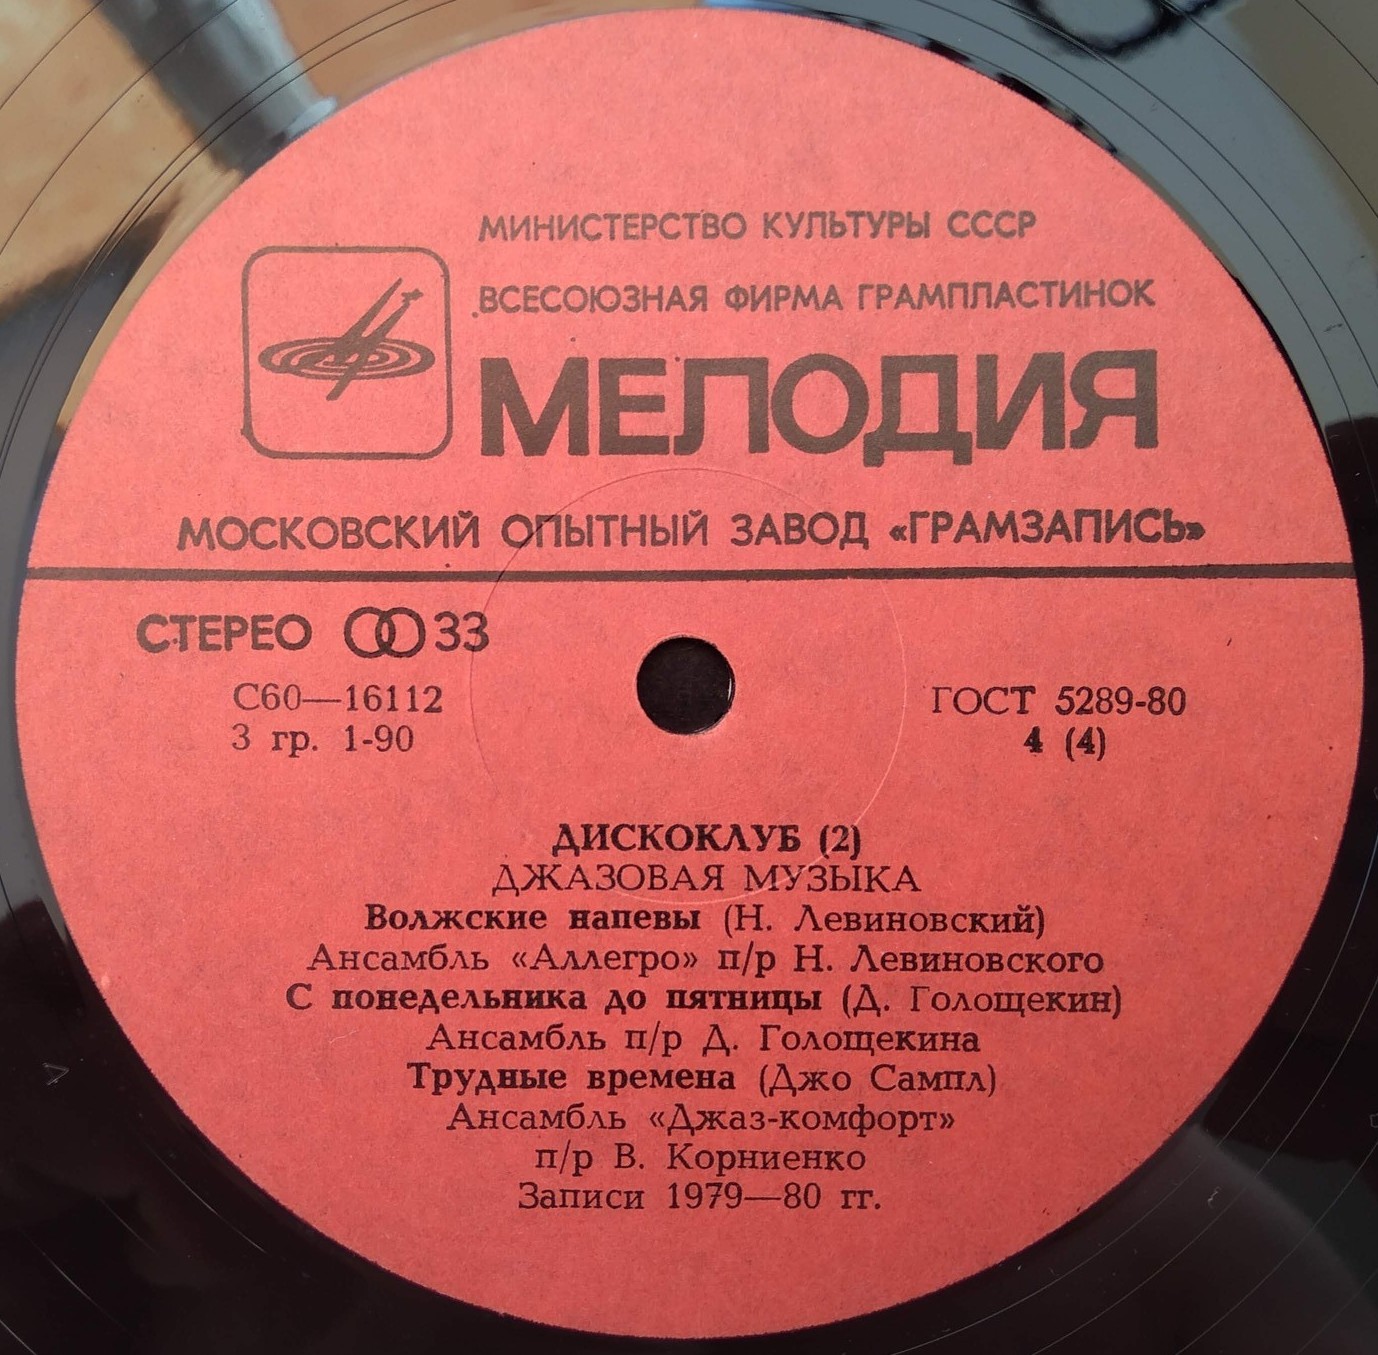 МИНИСТЕРСТВО КУЛЬТУРЫ СССР
ВСЕСОЮЗНАЯ ФИРМА ГРАМПЛАСТИНОК
МЕЛОДИЯ
МОСКОВСКИЙ ОПЫТНЫЙ ЗАВОД «ГРАМЗАПИСЬ»
СТЕРЕО 33
С60—16112
3 гр. 1-90
ГОСТ 5289-80
4 (4)
ДИСКОКЛУБ (2)
ДЖАЗОВАЯ МУЗЫКА
Волжские напевы (Н. Левиновский)
Ансамбль «Аллегро» п/р Н. Левиновского
С понедельника до пятницы (Д. Голощекин)
Ансамбль п/р Д. Голощекина
Трудные времена (Джо Сампл)
Ансамбль «Джаз-комфорт»
п/р В. Корниенко
Записи 1979—80 гг.